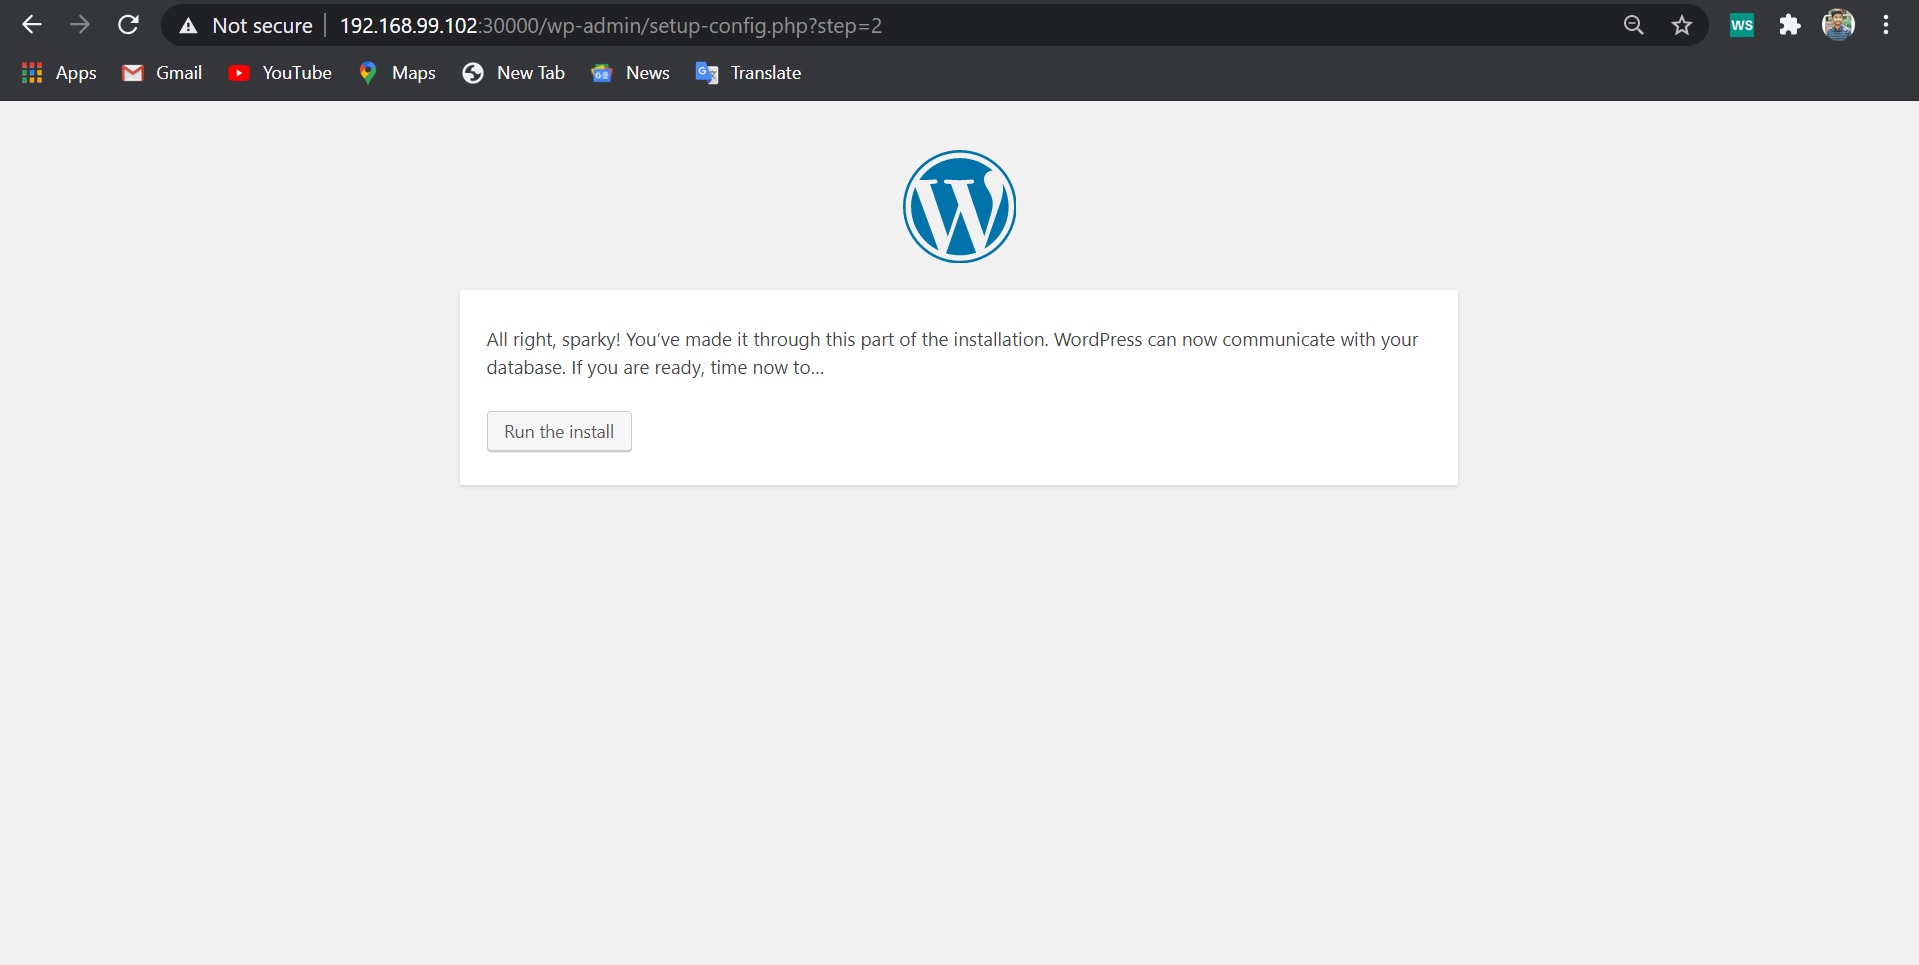 Not secure 192.168.99.102:30000/wp-admin/setup-config.php?step=2 WS
Apps Gmail YouTube Maps New Tab News Translate
All right, sparky! You’ve made it through this part of the installation. WordPress can now communicate with your
database. If you are ready, time now to…
Run the install